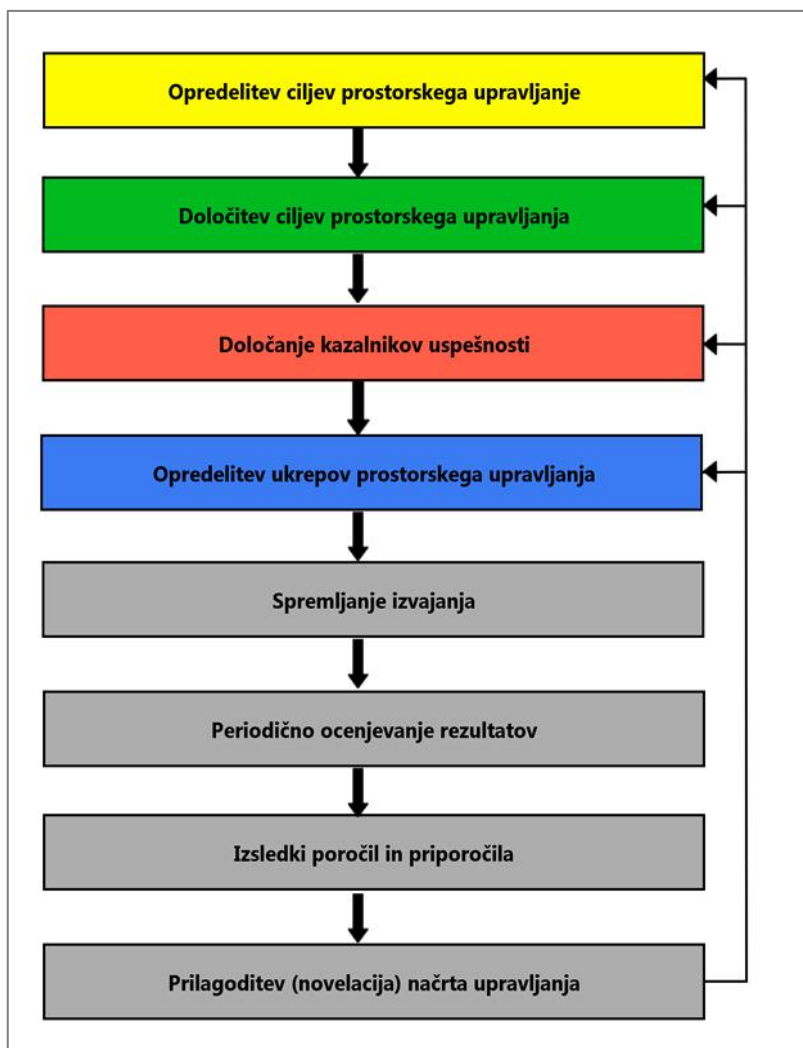 Opredelitev ciljev prostorskega upravljanje
Določitev ciljev prostorskega upravljanja
Določanje kazalnikov uspešnosti
Opredelitev ukrepov prostorskega upravljanja
Spremljanje izvajanja
Periodično ocenjevanje rezultatov
Izsledki poročil in priporočila
Prilagoditev (novelacija) načrta upravljanja